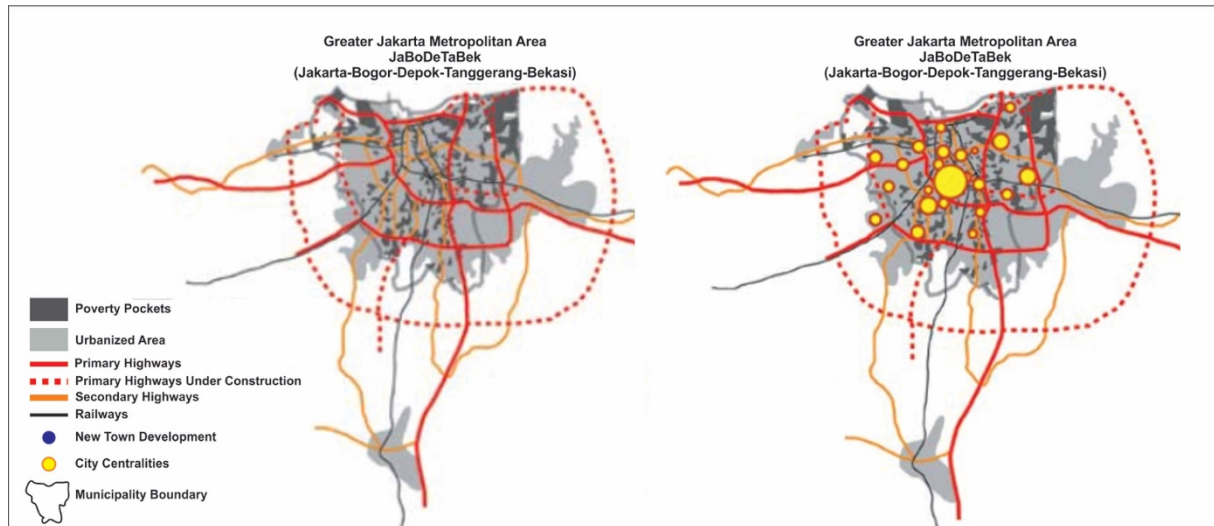 Greater Jakarta Metropolitan Area
JaBoDeTaBek
(Jakarta-Bogor-Depok-Tanggerang-Bekasi)
Greater Jakarta Metropolitan Area
JaBoDeTaBek
(Jakarta-Bogor-Depok-Tanggerang-Bekasi)
Poverty Pockets
Urbanized Area
Primary Highways
Primary Highways Under Construction
Secondary Highways
Railways
New Town Development
City Centralities
Municipality Boundary